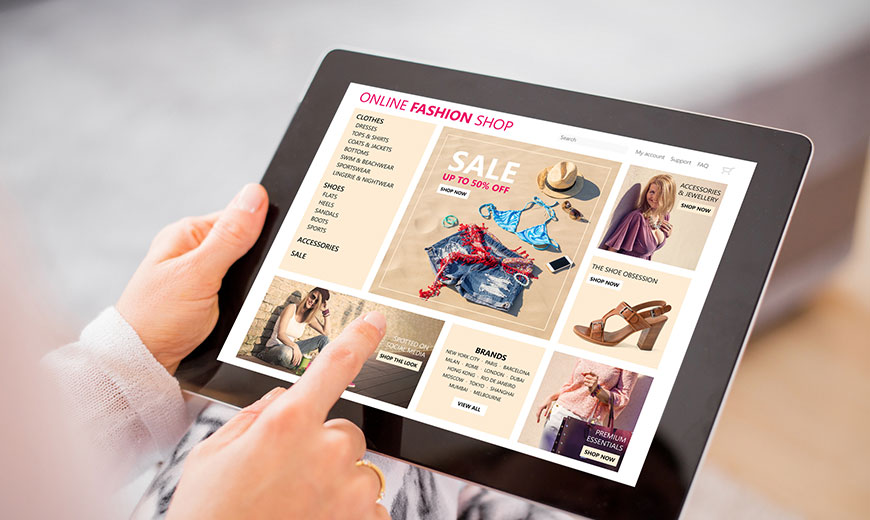 ONLINE FASHION SHOP
Search
My account Support FAQ
CLOTHES
DRESSES
TOPS & SHIRTS
COATS & JACKETS
BOTTOMS
SWIM & BEACHWEAR
SPORTSWEAR
LINGERIE & NIGHTWEAR
SHOES
FLATS
HEELS
SANDALS
BOOTS
SPORTS
ACCESSORIES
SALE
SALE
UP TO 50% OFF
SHOP NOW
ACCESSORIES
& JEWELLERY
SHOP NOW
THE SHOE OBSESSION
SHOP NOW
SPOTTED ON
SOCIAL MEDIA
SHOP THE LOOK
BRANDS
NEW YORK CITY · PARIS · BARCELONA
MILAN · ROME · LONDON · DUBAI
HONG KONG · RIO DE JANEIRO
MOSCOW · TOKYO · SHANGHAI
MUMBAI · MELBOURNE
VIEW ALL
PREMIUM
ESSENTIALS
SHOP NOW